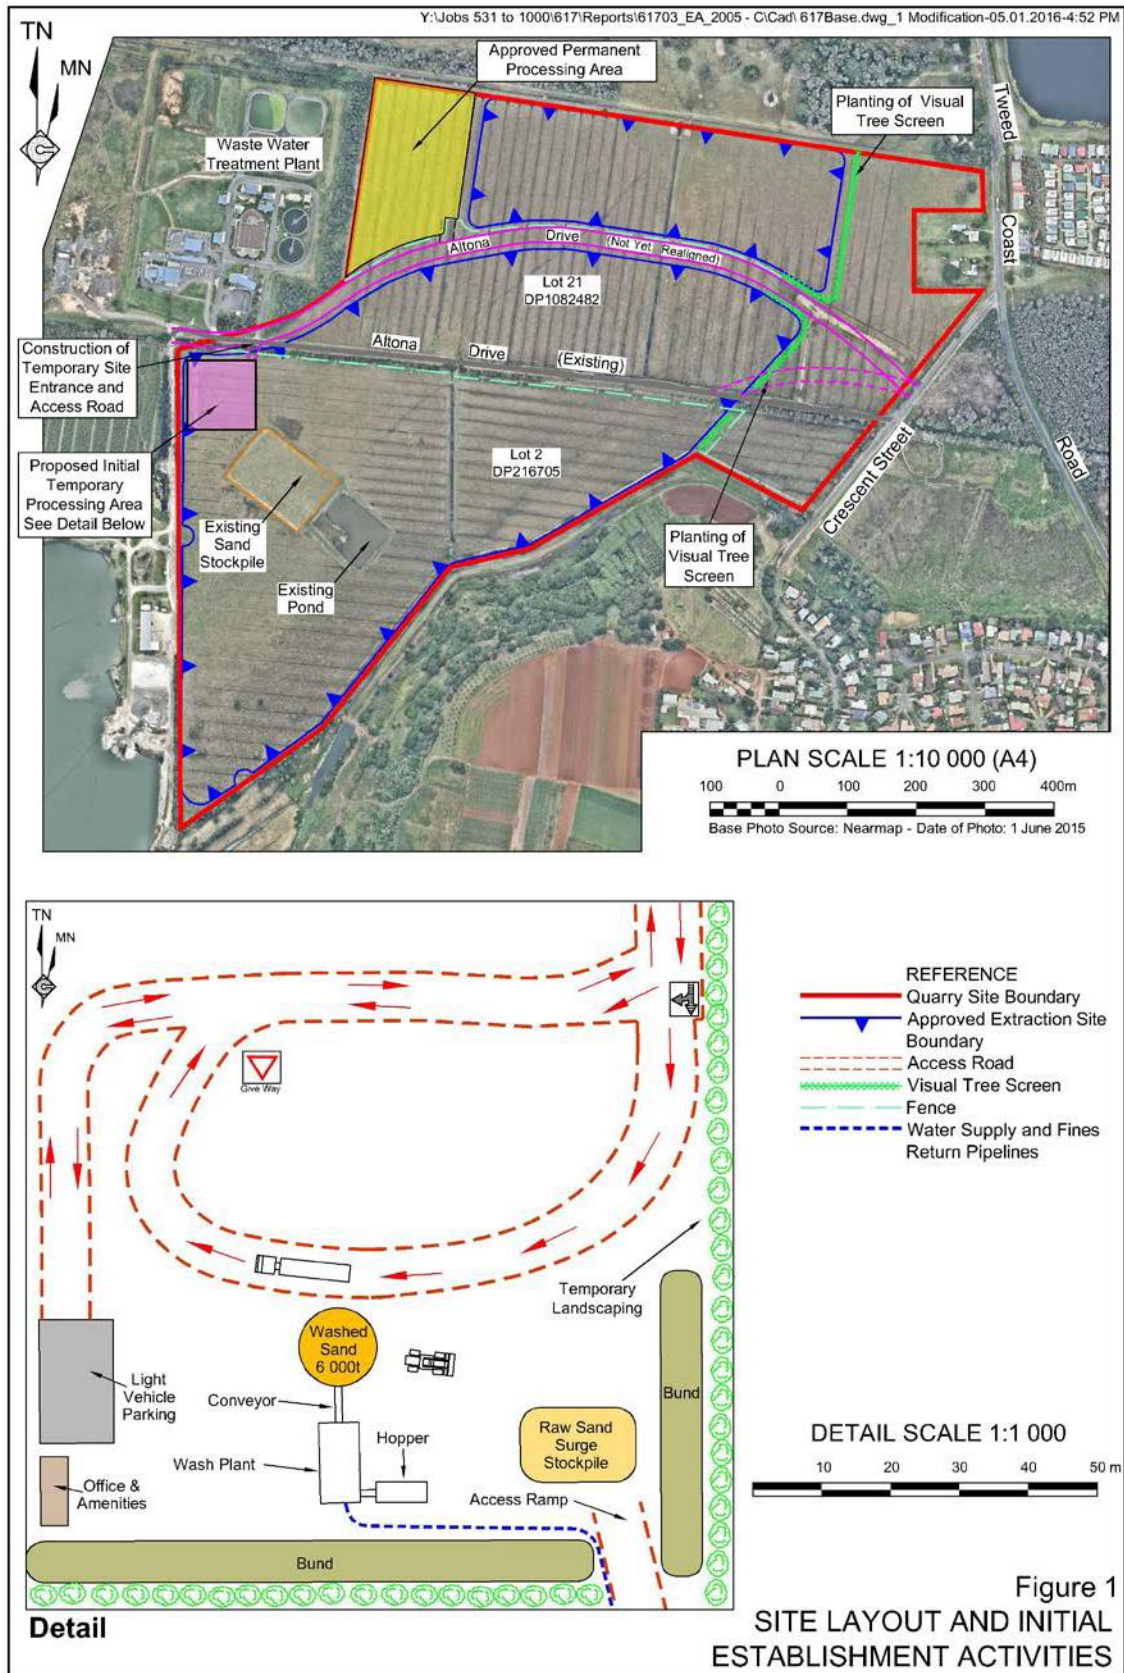 Y:\Jobs 531 to 1000\617\Reports\61703_EA_2005 - C\Cad\ 617Base.dwg_1 Modification-05.01.2016-4:52 PM
TN
MN
Approved Permanent
Processing Area
Planting of Visual
Tree Screen
Tweed
Coast
Road
Waste Water
Treatment Plant
Altona
Drive
(Not Yet Realigned)
Lot 21
DP1082482
Construction of
Temporary Site
Entrance and
Access Road
Altona
Drive
(Existing)
Proposed Initial
Temporary
Processing Area
See Detail Below
Lot 2
DP216705
Crescent Street
Existing
Sand
Stockpile
Existing
Pond
Planting of
Visual Tree
Screen
PLAN SCALE 1:10 000 (A4)
100 0 100 200 300 400m
Base Photo Source: Nearmap - Date of Photo: 1 June 2015
TN
MN
Give Way
REFERENCE
Quarry Site Boundary
Approved Extraction Site
Boundary
Access Road
Visual Tree Screen
Fence
Water Supply and Fines
Return Pipelines
Temporary
Landscaping
Washed
Sand
6 000t
Light
Vehicle
Parking
Conveyor
Bund
Hopper
Raw Sand
Surge
Stockpile
Wash Plant
Office &
Amenities
Access Ramp
DETAIL SCALE 1:1 000
10 20 30 40 50 m
Bund
Detail
Figure 1
SITE LAYOUT AND INITIAL
ESTABLISHMENT ACTIVITIES